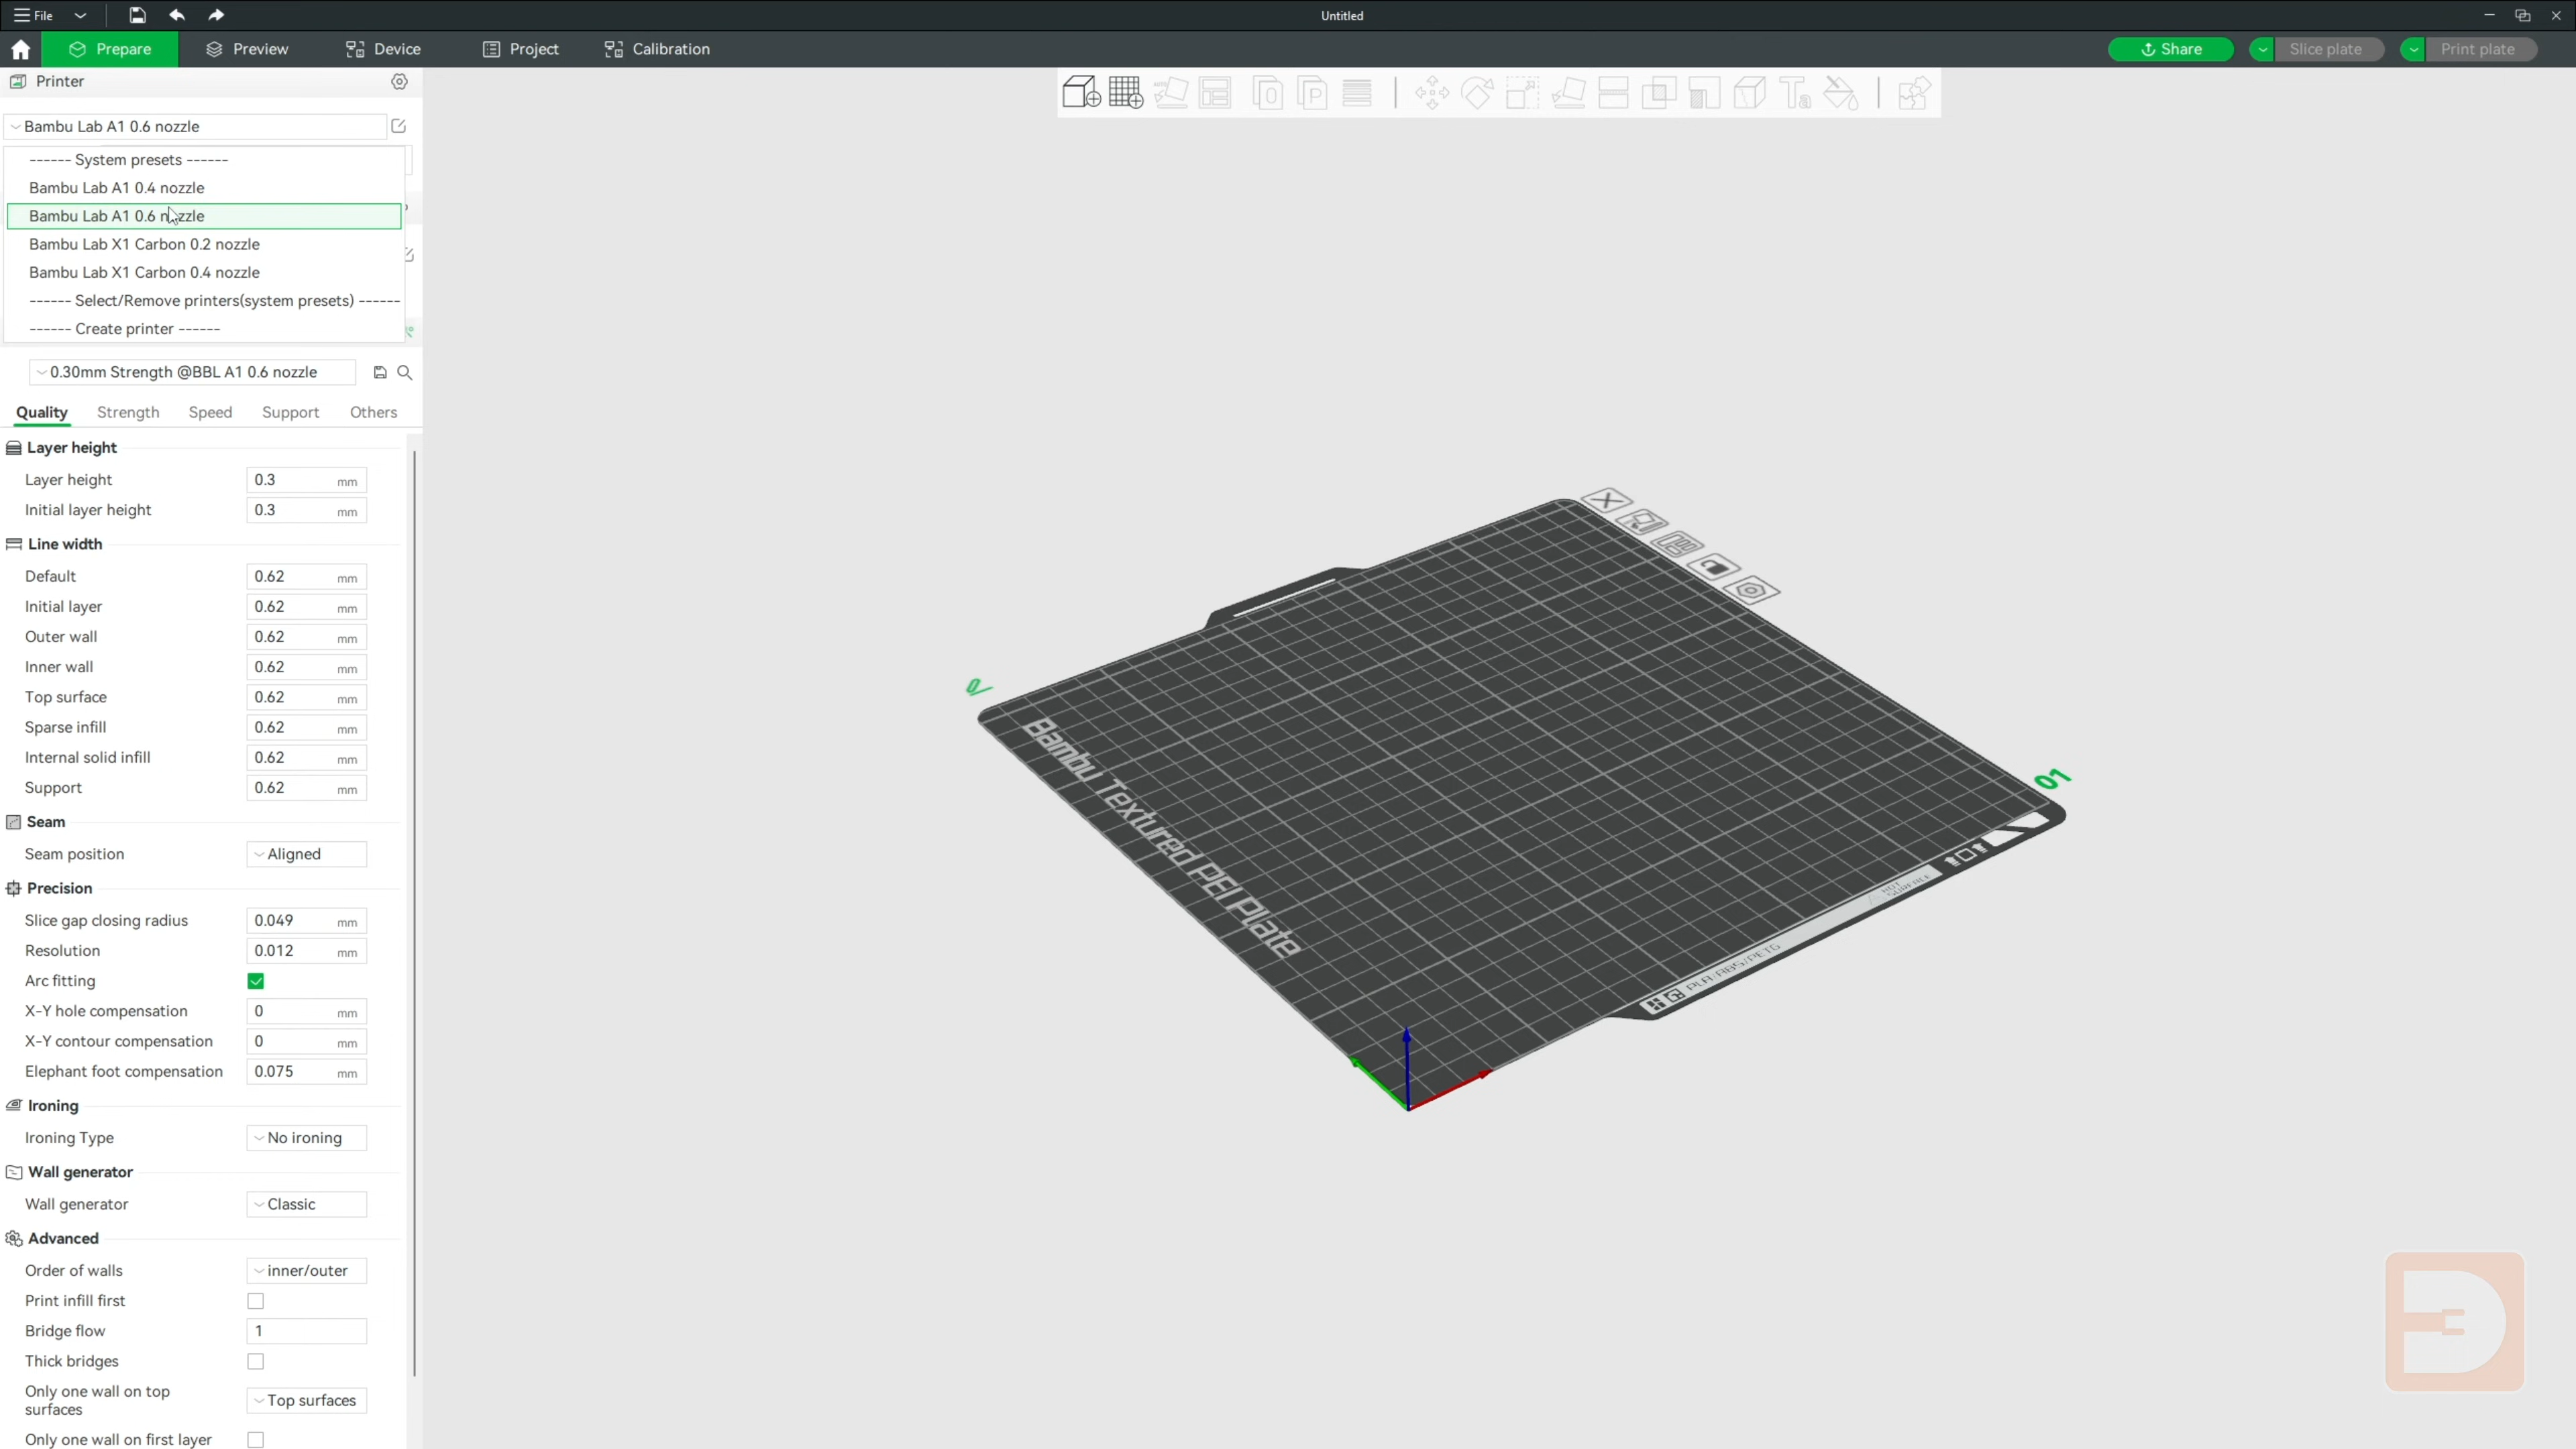 File
Untitled
Prepare
Preview
Device
Project
Calibration
Share
Slice plate
Print plate
Printer
Bambu Lab A1 0.6 nozzle
------ System presets ------
Bambu Lab A1 0.4 nozzle
Bambu Lab A1 0.6 nozzle
Bambu Lab X1 Carbon 0.2 nozzle
Bambu Lab X1 Carbon 0.4 nozzle
------ Select/Remove printers(system presets) ------
------ Create printer ------
0.30mm Strength @BBL A1 0.6 nozzle
Quality Strength Speed Support Others
Layer height
Layer height 0.3 mm
Initial layer height 0.3 mm
Line width
Default 0.62 mm
Initial layer 0.62 mm
Outer wall 0.62 mm
Inner wall 0.62 mm
Top surface 0.62 mm
Sparse infill 0.62 mm
Internal solid infill 0.62 mm
Support 0.62 mm
Seam
Seam position Aligned
Precision
Slice gap closing radius 0.049 mm
Resolution 0.012 mm
Arc fitting
X-Y hole compensation 0 mm
X-Y contour compensation 0 mm
Elephant foot compensation 0.075 mm
Ironing
Ironing Type No ironing
Wall generator
Wall generator Classic
Advanced
Order of walls inner/outer
Print infill first
Bridge flow 1
Thick bridges
Only one wall on top
surfaces Top surfaces
Only one wall on first layer
AUTO
O
P
Ta
Bambu Textured PEI Plate
01
HOT
SURFACE
PLA/ABS/PETG